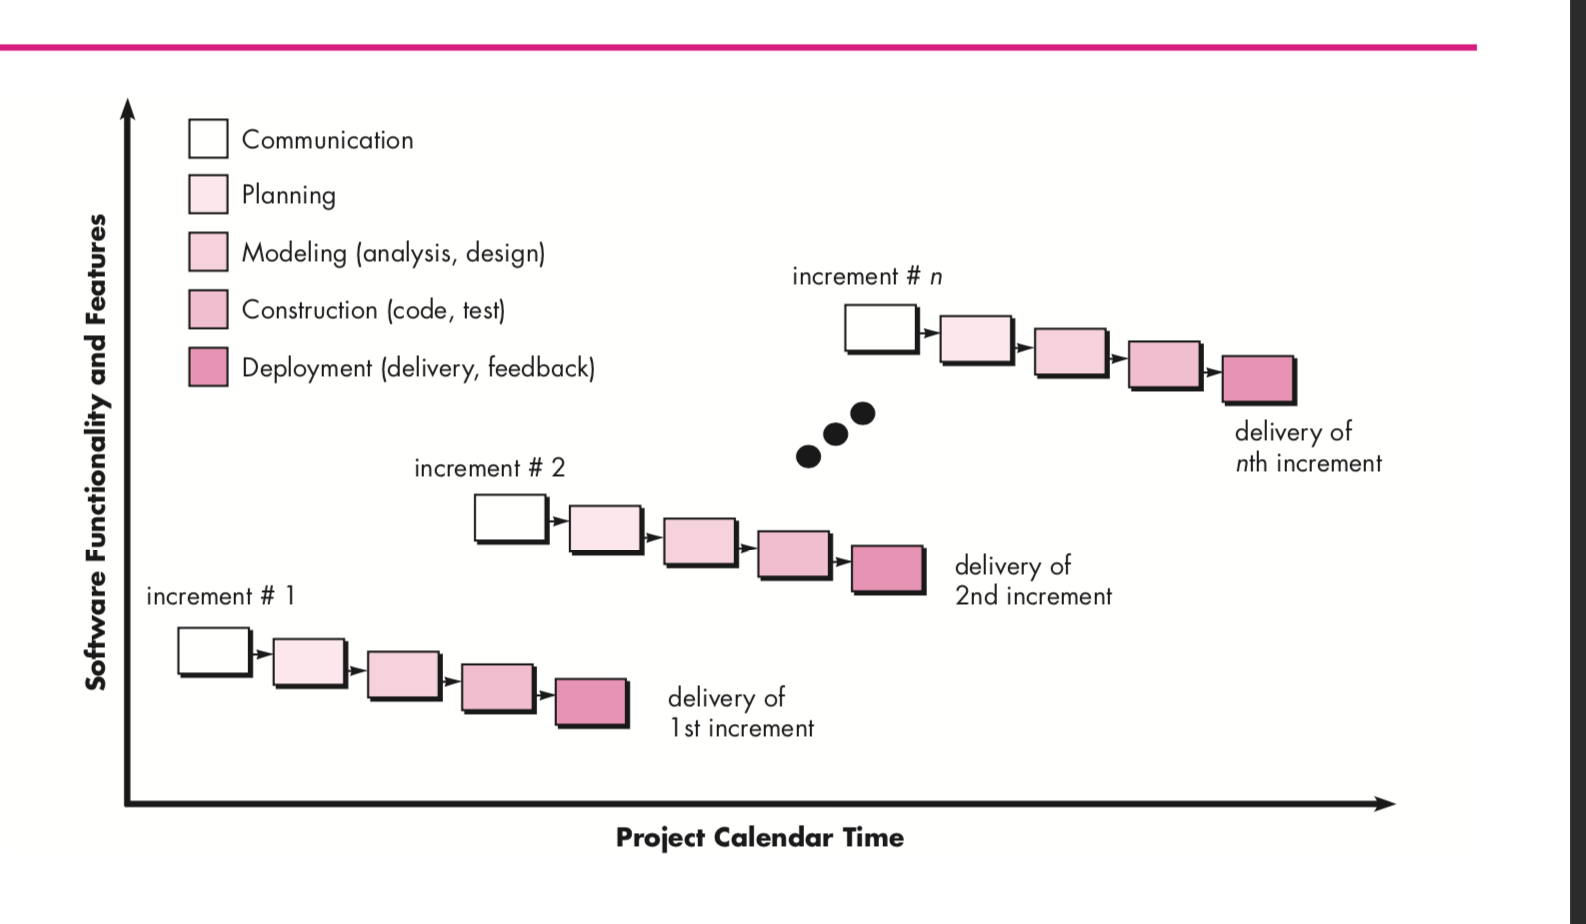 Communication
Planning
Modeling (analysis, design)
Construction (code, test)
Deployment (delivery, feedback)
Software Functionality and Features
increment # n
delivery of
nth increment
increment # 2
delivery of
2nd increment
increment # 1
delivery of
1st increment
Project Calendar Time